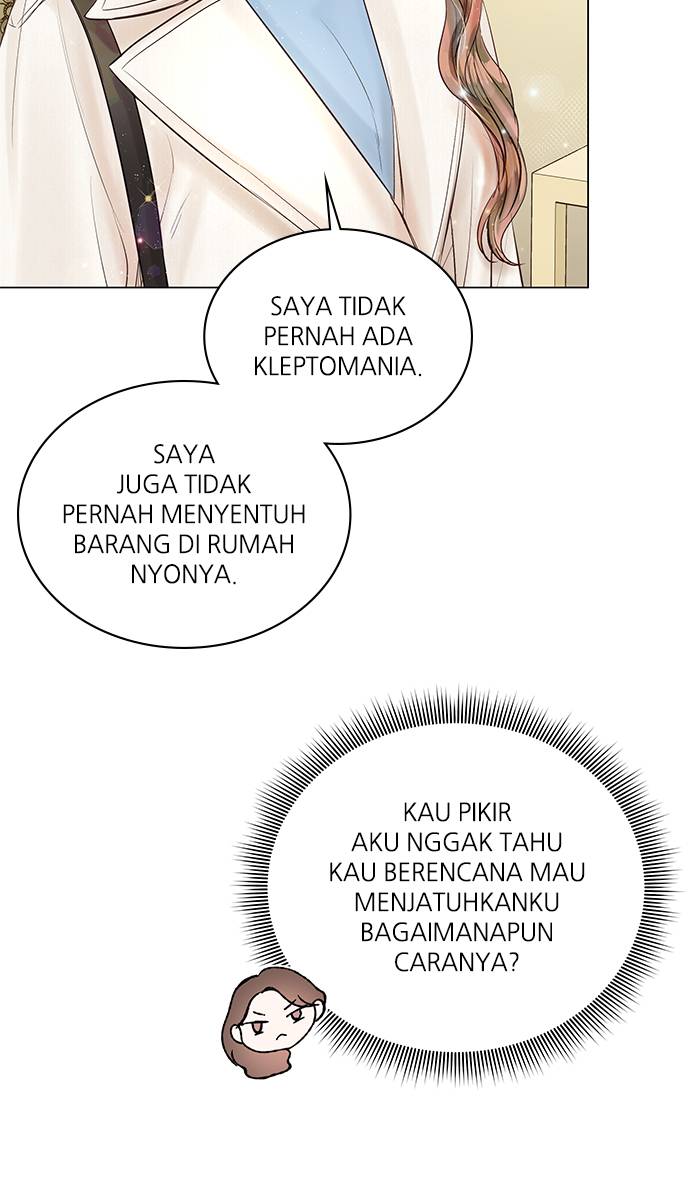 SAYA TIDAK
PERNAH ADA
KLEPTOMANIA.
SAYA
JUGA TIDAK
PERNAH MENYENTUH
BARANG DI RUMAH
NYONYA.
KAU PIKIR
AKU NGGAK TAHU
KAU BERENCANA MAU
MENJATUHKANKU
BAGAIMANAPUN
CARANYA?